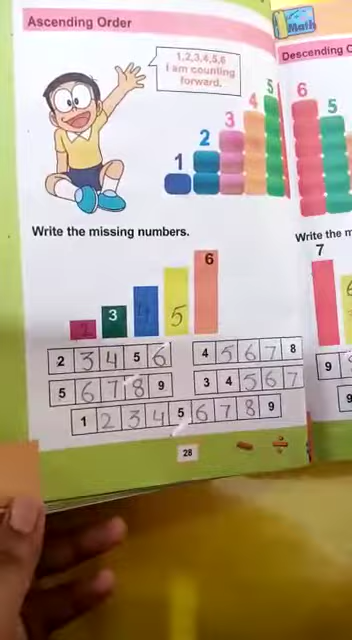 Ascending Order
Math
Descending
1,2,3,4,5,6
I am counting
forward.
1 2 3 4 5
6 5
Write the missing numbers.
Write the
2 3 4 5 6
7
2 3 4 5 6
4 5 6 7 8
5 6 7 8 9
3 4 5 6 7
1 2 3 4 5 6 7 8 9
9
9
28